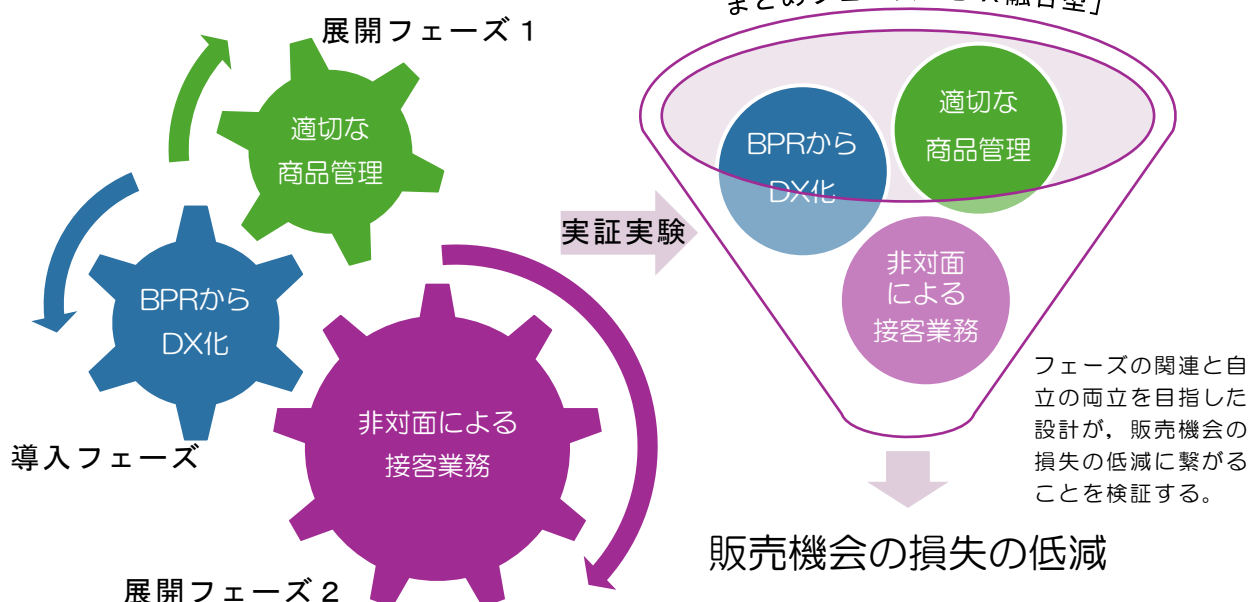 展開フェーズ１
適切な
商品管理
BPRから
DX化
導入フェーズ
非対面による
接客業務
展開フェーズ２
実証実験
融合型」
適切な
商品管理
BPRから
DX化
非対面
による
接客業務
フェーズの関連と自
立の両立を目指した
設計が，販売機会の
損失の低減に繋がる
ことを検証する。
販売機会の損失の低減